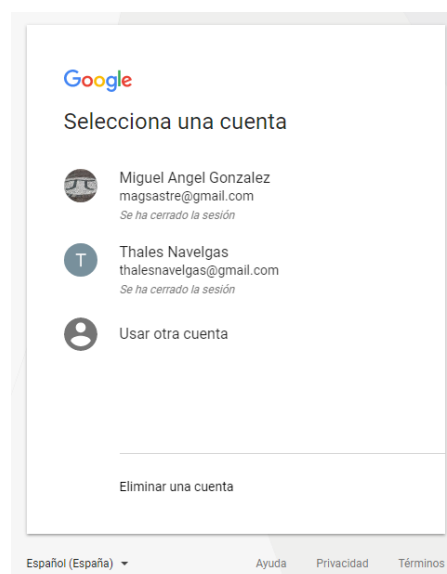 Google
Selecciona una cuenta
Miguel Angel Gonzalez
magsastre@gmail.com
Se ha cerrado la sesión
T
Thales Navelgas
thalesnavelgas@gmail.com
Se ha cerrado la sesión
Usar otra cuenta
Eliminar una cuenta
Español (España) Ayuda Privacidad Términos